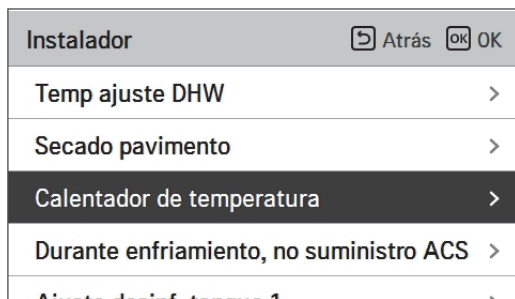 Instalador Atrás OK OK
Temp ajuste DHW
Secado pavimento
Calentador de temperatura
Durante enfriamiento, no suministro ACS